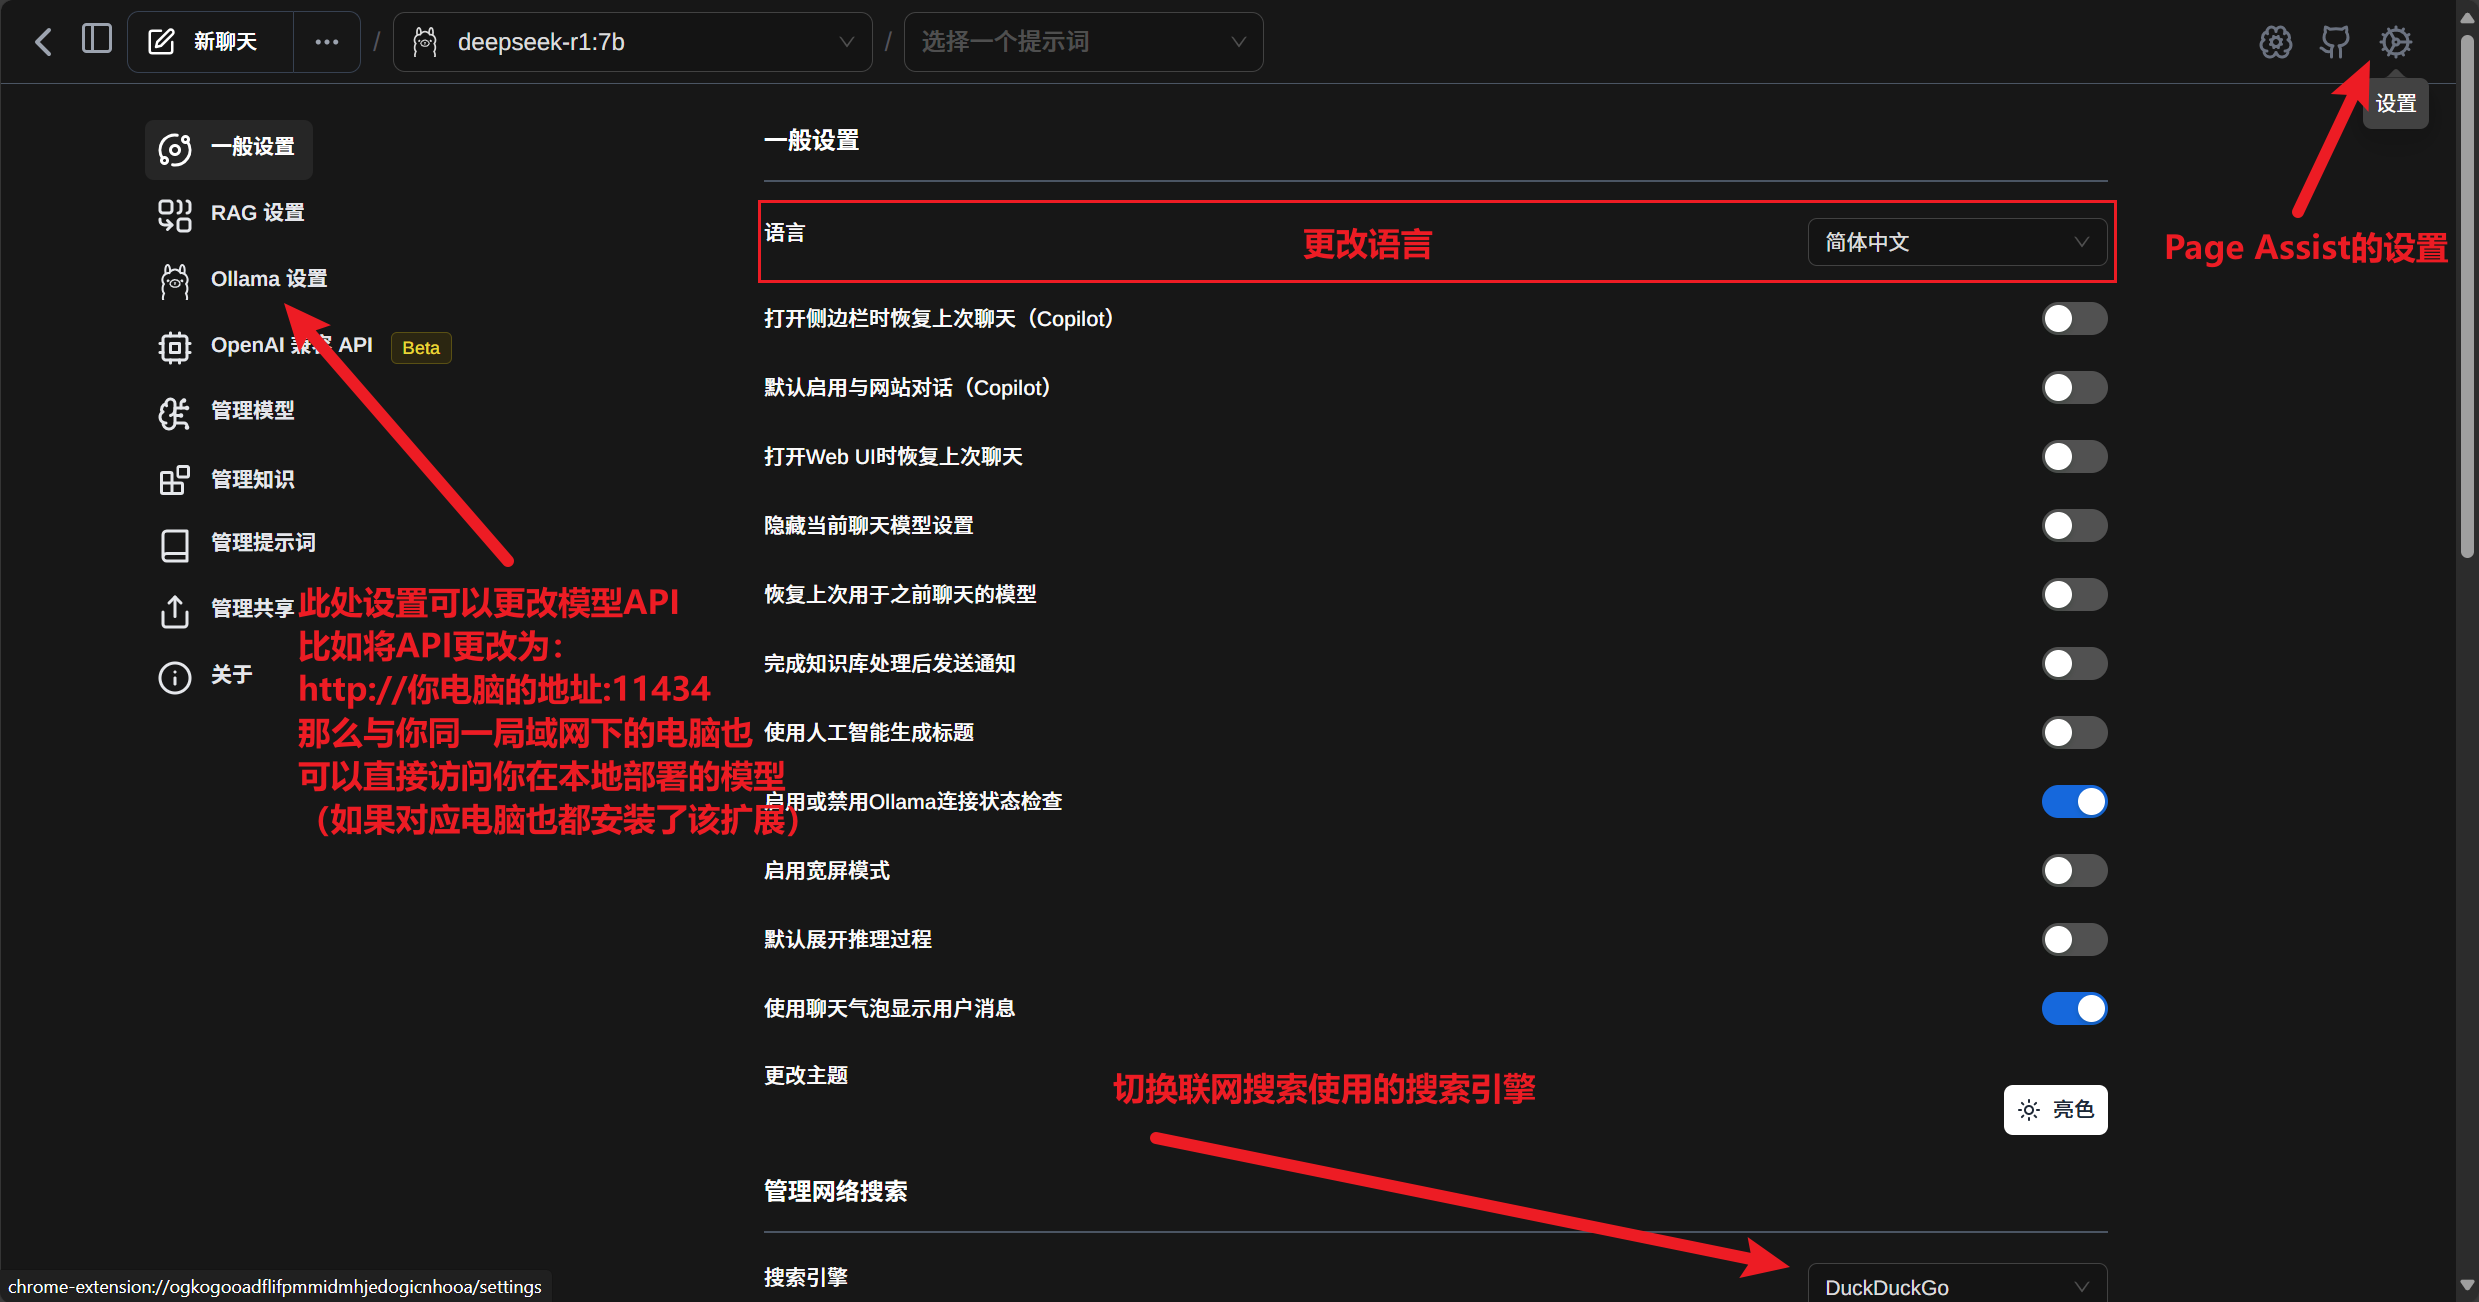 新聊天
···
/
deepseek-r1:7b
/
选择一个提示词
设置
Page Assist的设置
一般设置
RAG 设置
Ollama 设置
OpenAI 兼容 API
Beta
管理模型
管理知识
管理提示词
管理共享
关于
此处设置可以更改模型API
比如将API更改为：
http://你电脑的地址:11434
那么与你同一局域网下的电脑也
可以直接访问你在本地部署的模型
（如果对应电脑也都安装了该扩展）
一般设置
语言
更改语言
简体中文
打开侧边栏时恢复上次聊天（Copilot）
默认启用与网站对话（Copilot）
打开Web UI时恢复上次聊天
隐藏当前聊天模型设置
恢复上次用于之前聊天的模型
完成知识库处理后发送通知
使用人工智能生成标题
启用或禁用Ollama连接状态检查
启用宽屏模式
默认展开推理过程
使用聊天气泡显示用户消息
更改主题
亮色
切换联网搜索使用的搜索引擎
管理网络搜索
搜索引擎
DuckDuckGo
chrome-extension://ogkogooadflifpmmidmhjedogicnhooa/settings